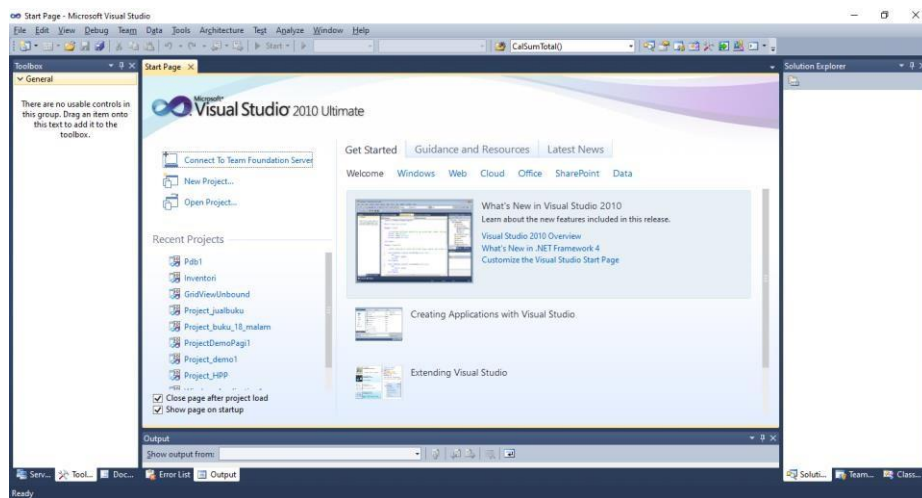 Start Page - Microsoft Visual Studio
File Edit View Debug Team Data Tools Architecture Test Analyze Window Help
Start
CalSumTotal()
Toolbox
General
There are no usable controls in
this group. Drag an item onto
this text to add it to the
toolbox.
Start Page
Microsoft
Visual Studio 2010 Ultimate
Connect To Team Foundation Server
New Project...
Open Project...
Recent Projects
Pdb1
Inventori
GridViewUnbound
Project_jualbuku
Project_buku_18_malam
ProjectDemoPagi1
Project_demo1
Project_HPP
Close page after project load
Show page on startup
Get Started Guidance and Resources Latest News
Welcome Windows Web Cloud Office SharePoint Data
What's New in Visual Studio 2010
Learn about the new features included in this release.
Visual Studio 2010 Overview
What's New in .NET Framework 4
Customize the Visual Studio Start Page
Creating Applications with Visual Studio
Extending Visual Studio
Solution Explorer
Output
Show output from:
Serv... Tool... Doc... Error List Output
Soluti... Team... Class...
Ready